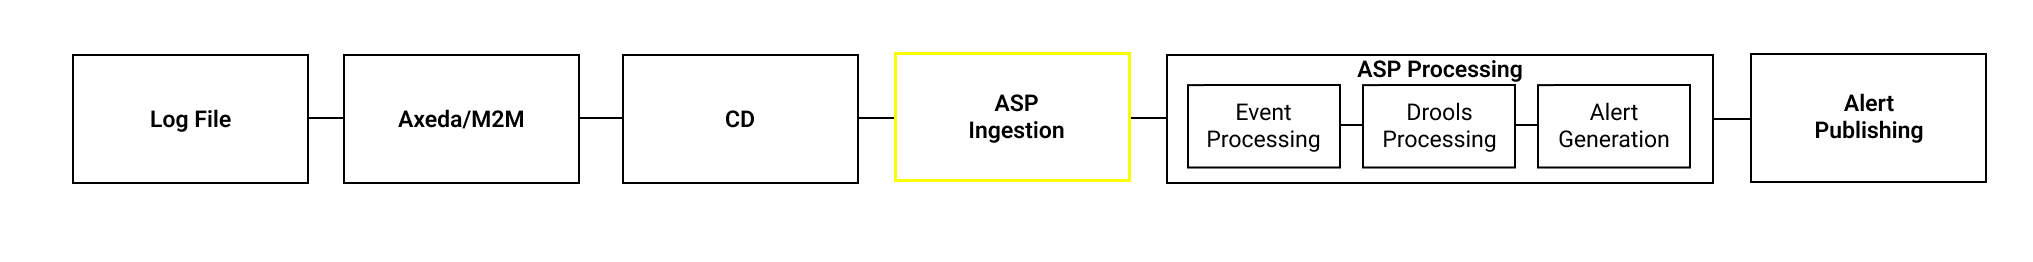 Log File
Axeda/M2M
CD
ASP
Ingestion
ASP Processing
Event
Processing
Drools
Processing
Alert
Generation
Alert
Publishing